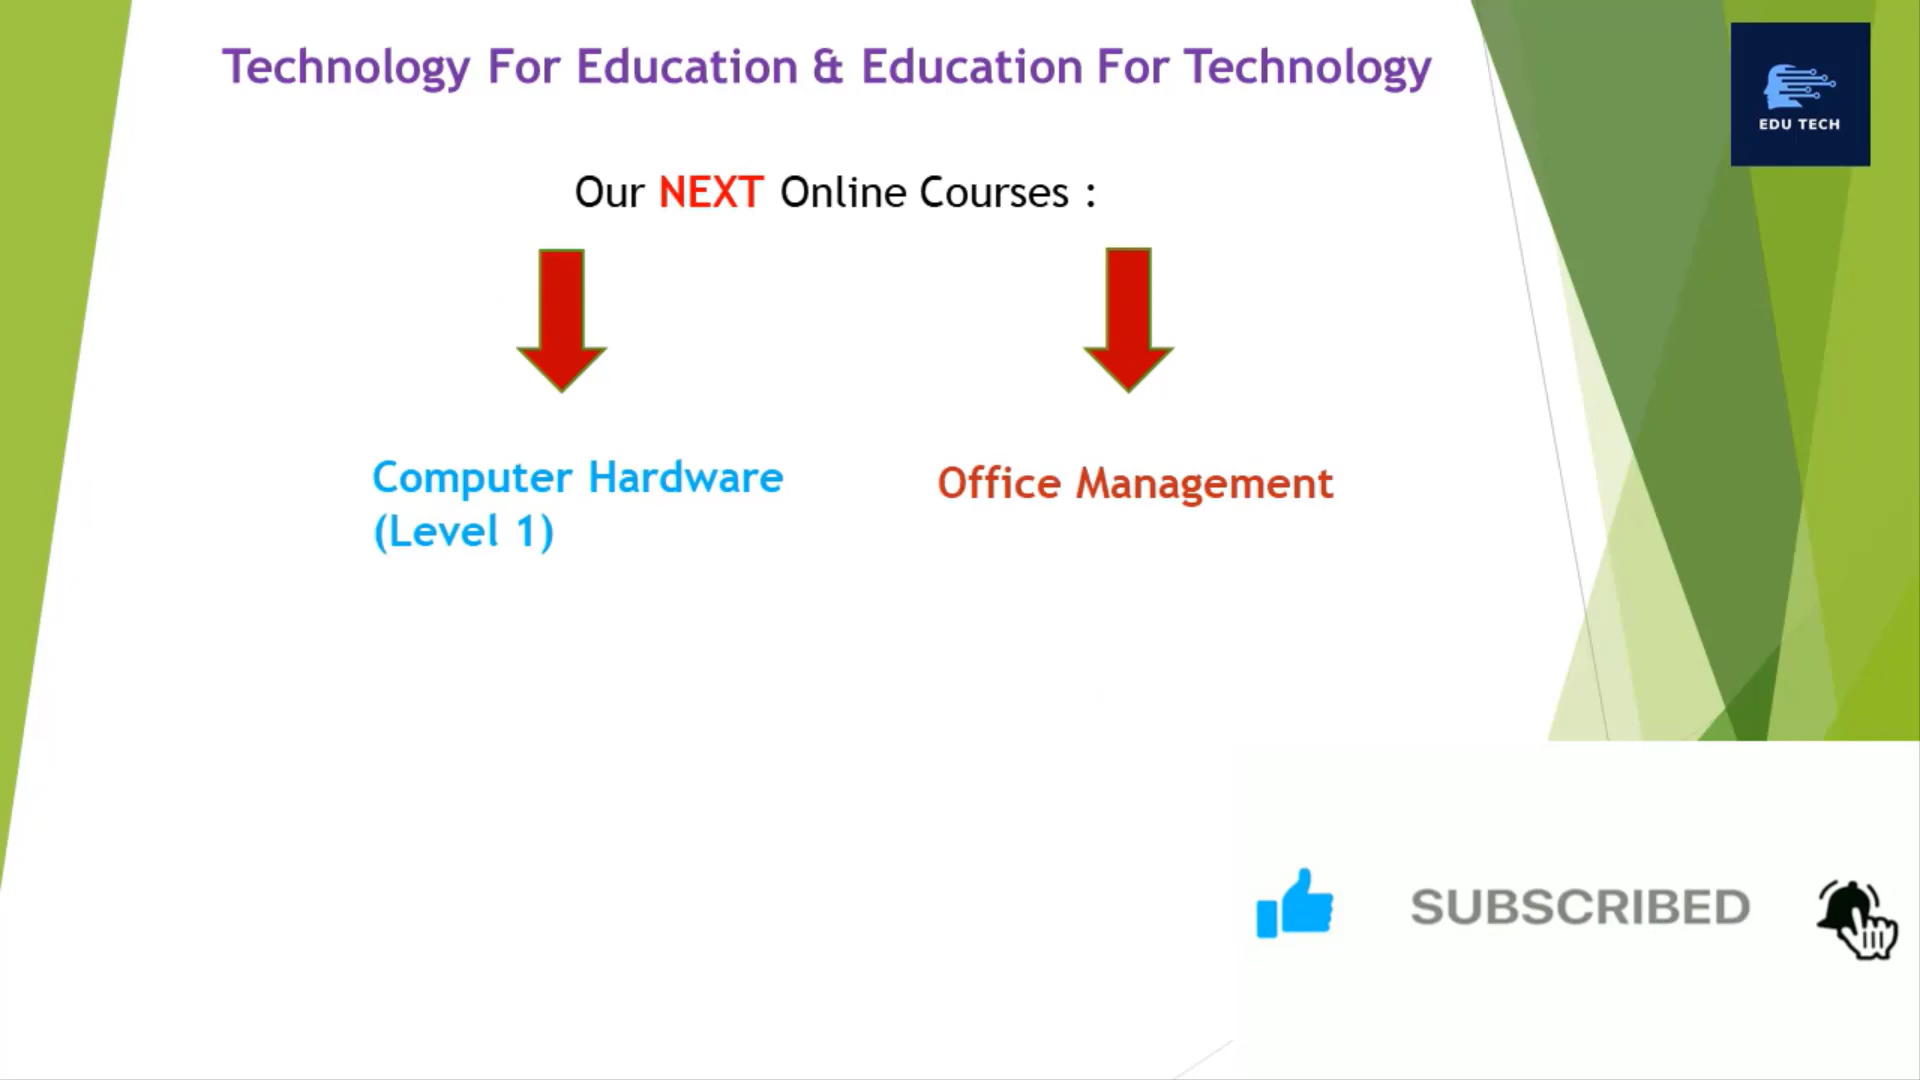 Technology For Education & Education For Technology
EDU TECH
Our NEXT Online Courses :
Computer Hardware
(Level 1)
Office Management
SUBSCRIBED